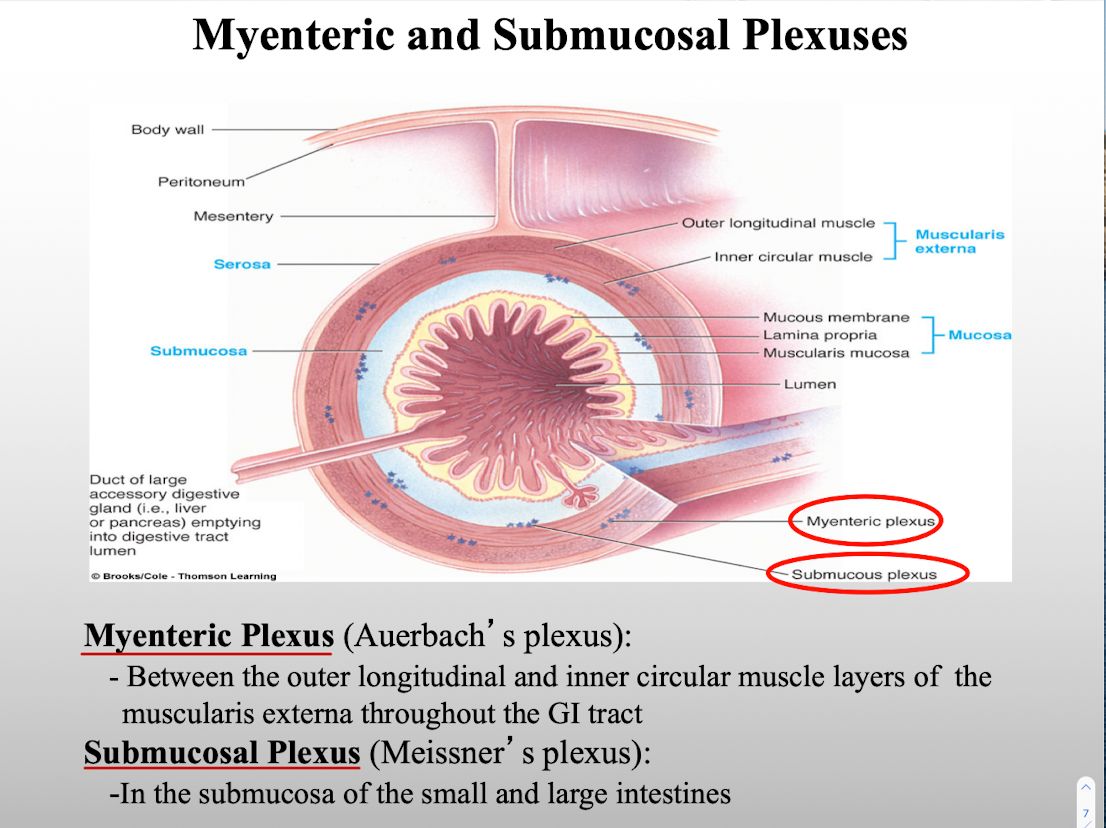 Myenteric and Submucosal Plexuses
Body wall
Peritoneum
Mesentery
Serosa
Submucosa
Outer longitudinal muscle
Inner circular muscle
Muscularis
externa
Mucous membrane
Lamina propria
Muscularis mucosa
Mucosa
Lumen
Duct of large
accessory digestive
gland (i.e., liver
or pancreas) emptying
into digestive tract
lumen
Myenteric plexus
Submucous plexus
© Brooks/Cole - Thomson Learning
Myenteric Plexus (Auerbach’s plexus):
- Between the outer longitudinal and inner circular muscle layers of the
muscularis externa throughout the GI tract
Submucosal Plexus (Meissner’s plexus):
-In the submucosa of the small and large intestines
7